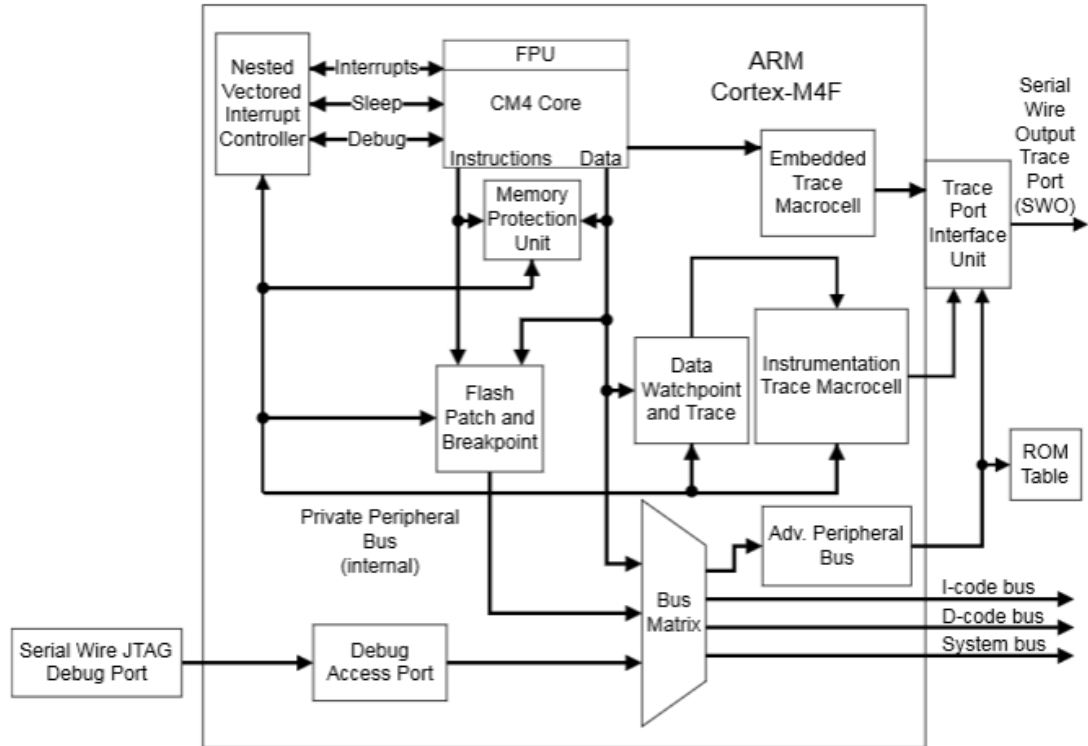 Nested
Vectored
Interrupt
Controller
Interrupts
Sleep
Debug
FPU
CM4 Core
Instructions
Data
ARM
Cortex-M4F
Memory
Protection
Unit
Embedded
Trace
Macrocell
Trace
Port
Interface
Unit
Serial
Wire
Output
Trace
Port
(SWO)
Flash
Patch and
Breakpoint
Data
Watchpoint
and Trace
Instrumentation
Trace Macrocell
ROM
Table
Private Peripheral
Bus
(internal)
Adv. Peripheral
Bus
Bus
Matrix
I-code bus
D-code bus
System bus
Serial Wire JTAG
Debug Port
Debug
Access Port